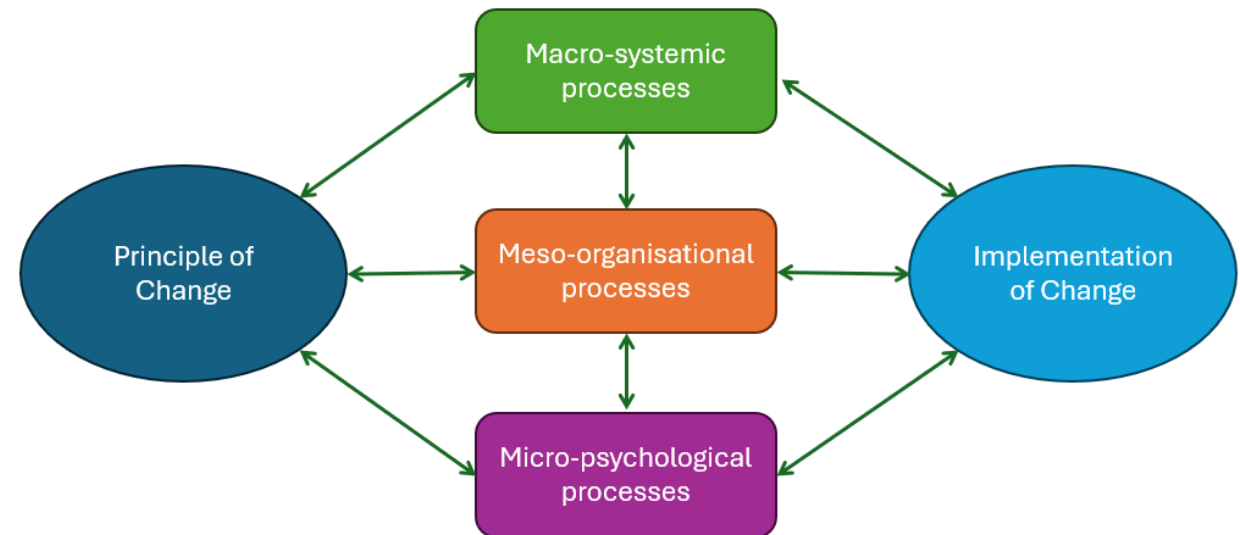 Macro-systemic
processes
Principle of
Change
Meso-organisational
processes
Implementation
of Change
Micro-psychological
processes